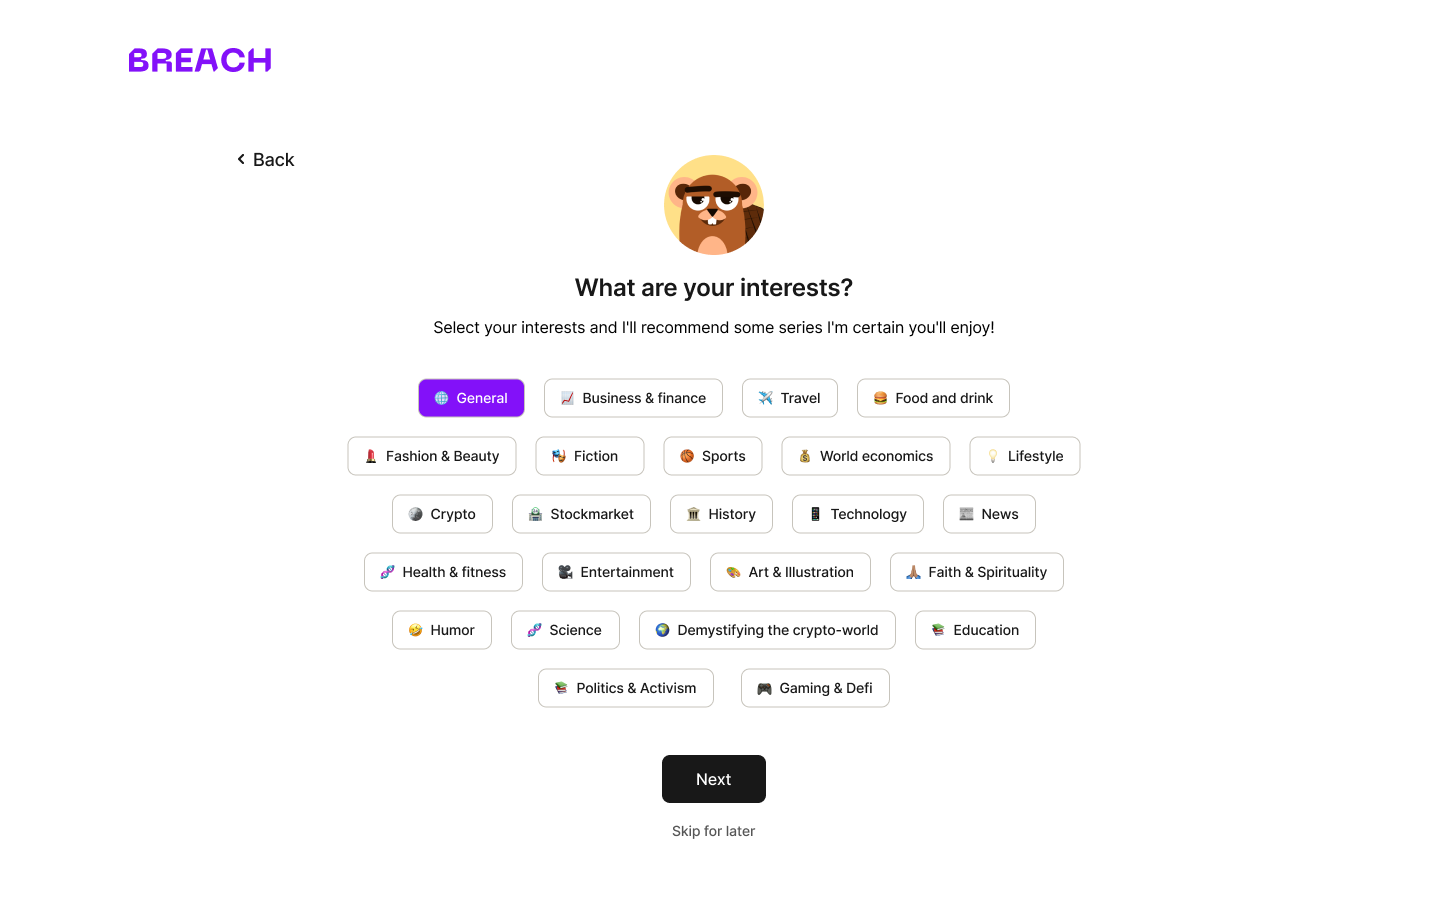 BREACH
Back
What are your interests?
Select your interests and I'll recommend some series I'm certain you'll enjoy!
General Business & finance Travel Food and drink
Fashion & Beauty Fiction Sports World economics Lifestyle
Crypto Stockmarket History Technology News
Health & fitness Entertainment Art & Illustration Faith & Spirituality
Humor Science Demystifying the crypto-world Education
Politics & Activism Gaming & Defi
Next
Skip for later